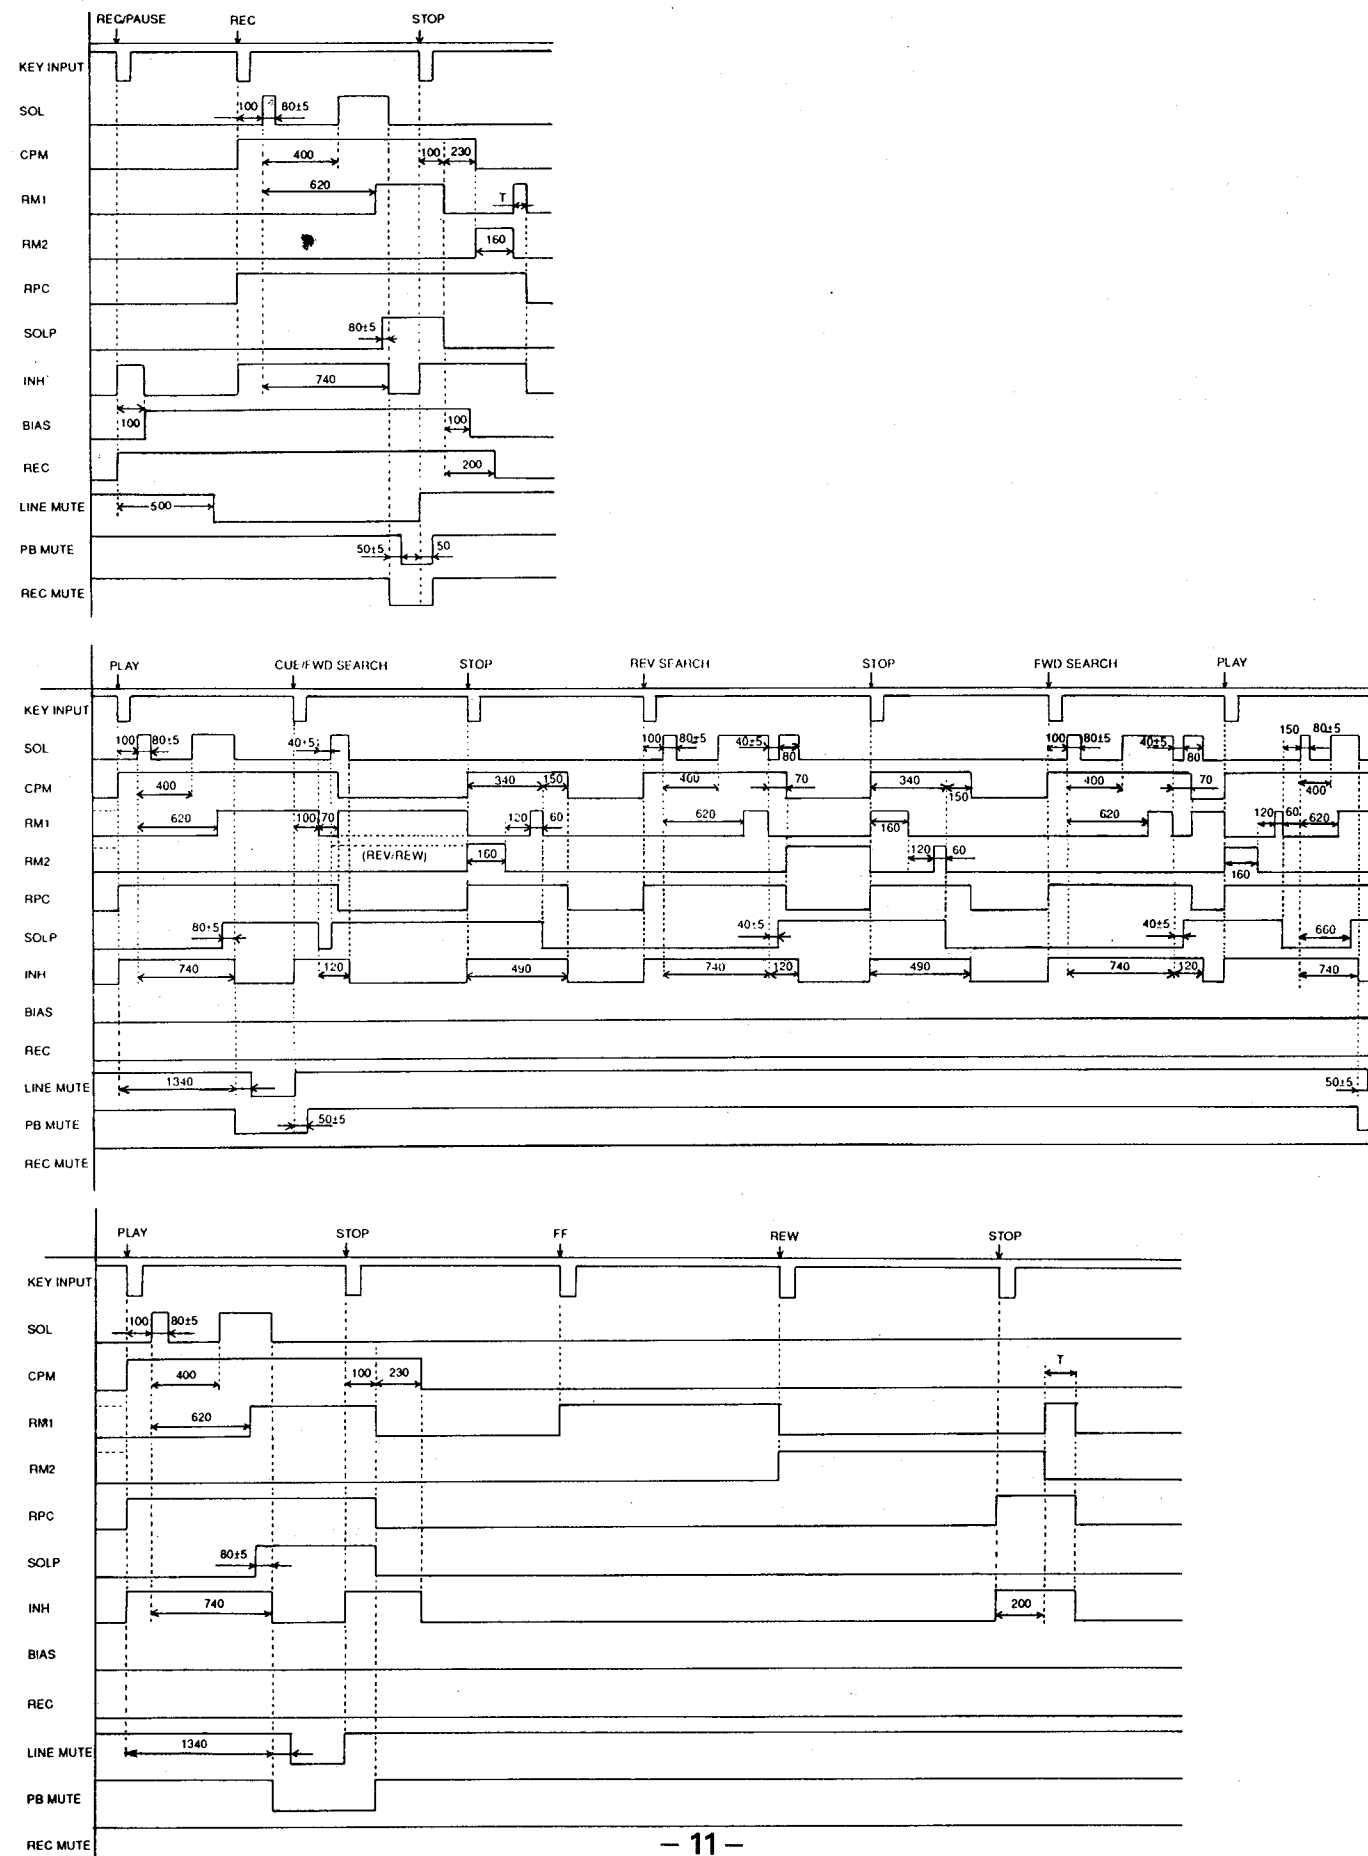 REC/PAUSE REC STOP
KEY INPUT
SOL 100 80±5
CPM 400 100 230
RM1 620 T
RM2 160
RPC
SOLP 80±5
INH 740
BIAS 100 100
REC 200
LINE MUTE 500
PB MUTE 50±5 50
REC MUTE
PLAY CUE/FWD SEARCH STOP REV SEARCH STOP FWD SEARCH PLAY
KEY INPUT
SOL 100 80±5 40±5 100 80±5 40±5 80 100 80±5 40±5 80 150 80±5
CPM 400 340 150 400 70 340 150 400 70 400
RM1 620 100 70 120 60 620 160 620 120 60 620
RM2 (REV/REW) 160 120 60 160
RPC
SOLP 80±5 40±5 40±5 660
INH 740 120 490 740 120 490 740 120 740
BIAS
REC
LINE MUTE 1340 50±5
PB MUTE 50±5
REC MUTE
PLAY STOP FF REW STOP
KEY INPUT
SOL 100 80±5
CPM 400 100 230 T
RM1 620
RM2
RPC
SOLP 80±5
INH 740 200
BIAS
REC
LINE MUTE 1340
PB MUTE
REC MUTE
– 11 –